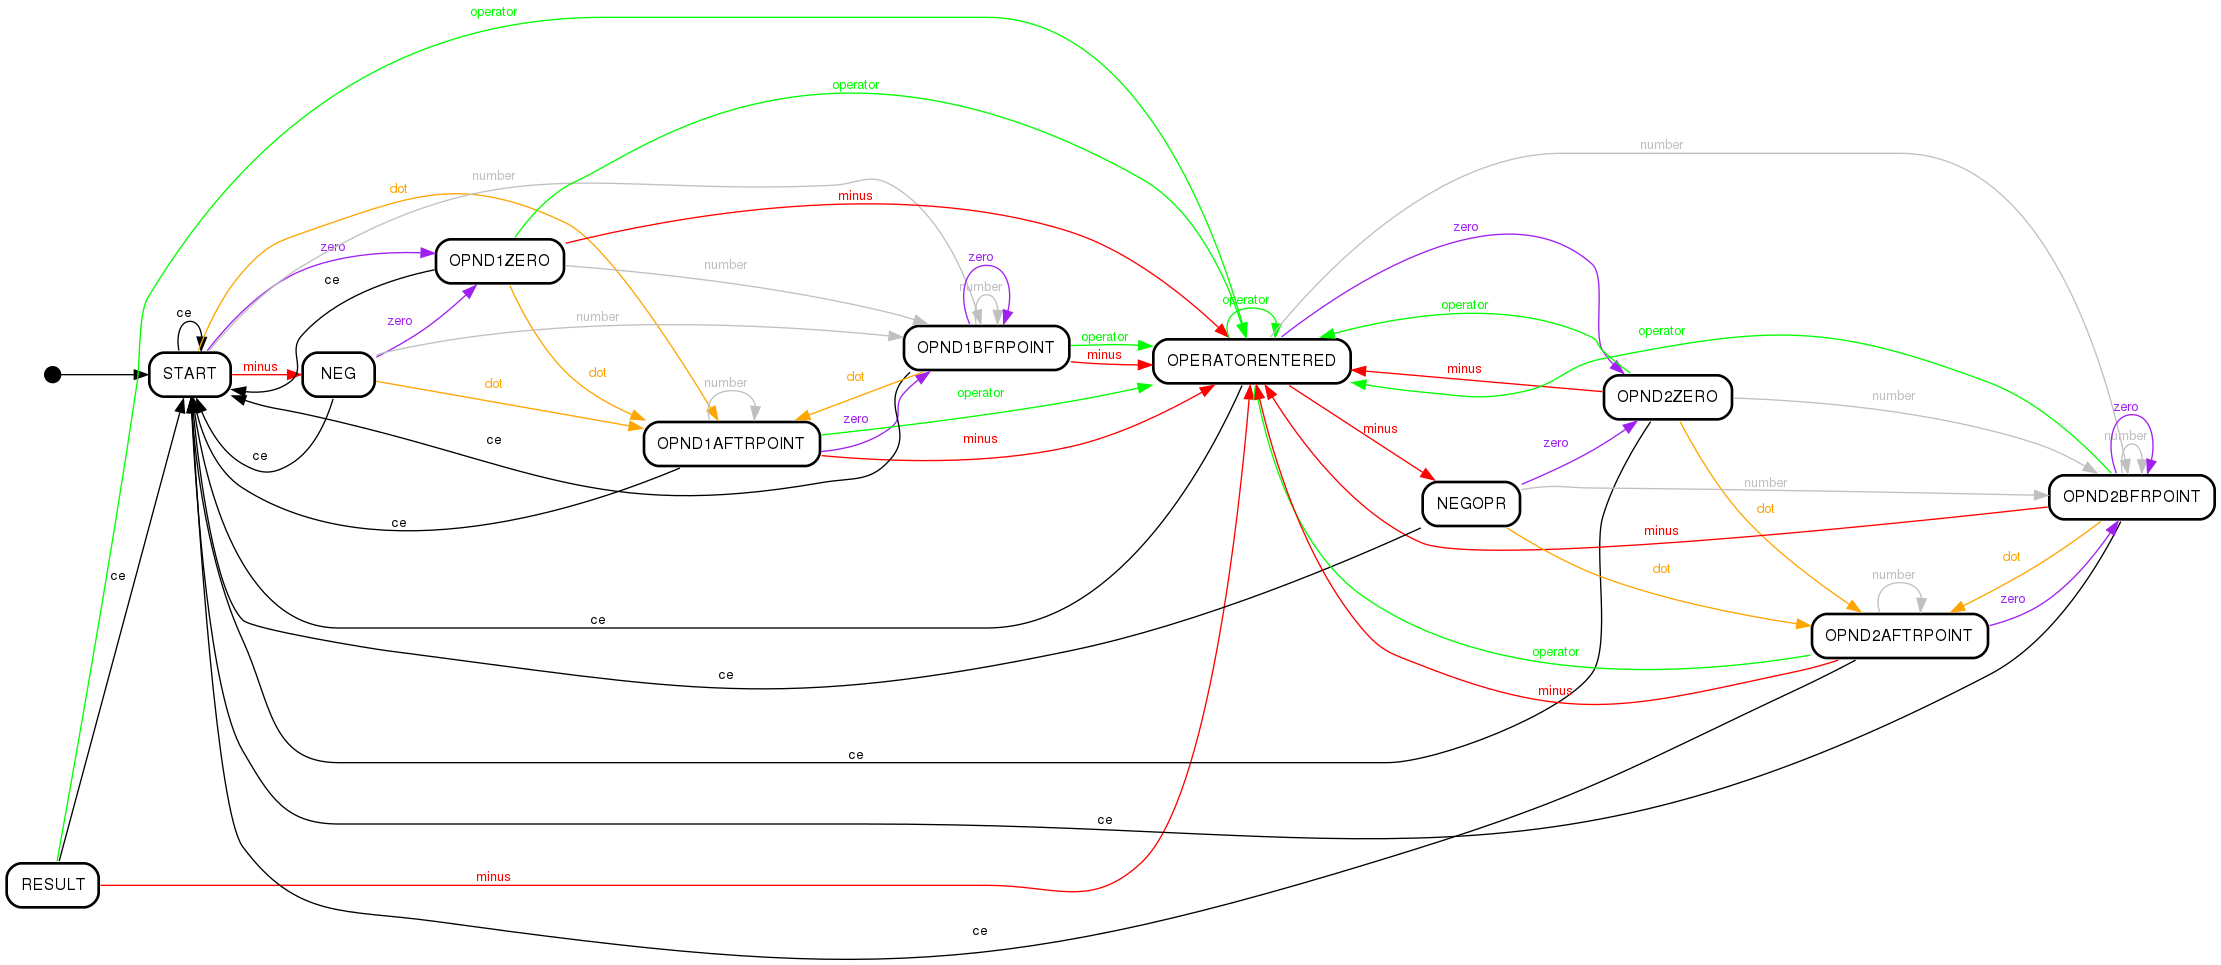 operator
operator
number
number
dot
minus
zero
number
zero
ce
OPND1ZERO
number
zero
number
operator
operator
operator
ce
zero
number
operator
minus
START
minus
NEG
OPND1BFRPOINT
OPERATORENTERED
minus
dot
dot
dot
number
operator
zero
minus
OPND2ZERO
number
zero
number
minus
ce
ce
OPND1AFTRPOINT
zero
number
NEGOPR
OPND2BFRPOINT
ce
dot
minus
dot
ce
dot
number
zero
ce
OPND2AFTRPOINT
operator
ce
minus
ce
ce
RESULT
minus
ce